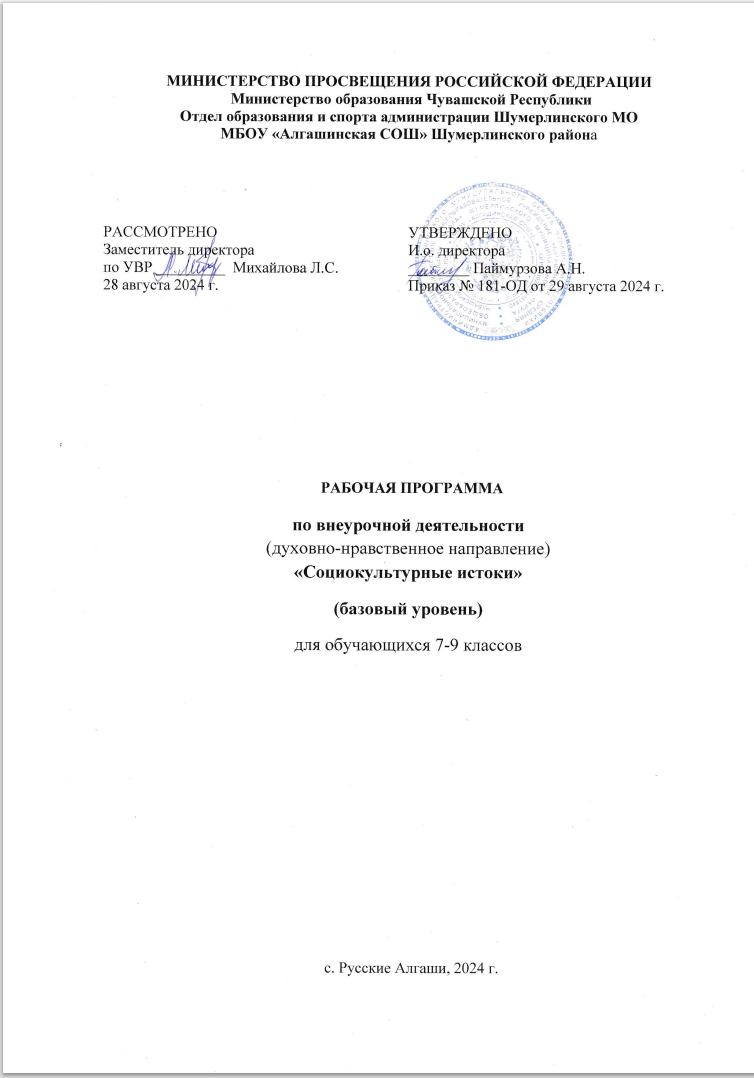 МИНИСТЕРСТВО ПРОСВЕЩЕНИЯ РОССИЙСКОЙ ФЕДЕРАЦИИ
Министерство образования Чувашской Республики
Отдел образования и спорта администрации Шумерлинского МО
МБОУ «Алгашинская СОШ» Шумерлинского района
РАССМОТРЕНО
Заместитель директора
по УВР Михайлова Л.С.
28 августа 2024 г.
УТВЕРЖДЕНО
И.о. директора
Паймурзова А.Н.
Приказ № 181-ОД от 29 августа 2024 г.
РАБОЧАЯ ПРОГРАММА
по внеурочной деятельности
(духовно-нравственное направление)
«Социокультурные истоки»
(базовый уровень)
для обучающихся 7-9 классов
с. Русские Алгаши, 2024 г.